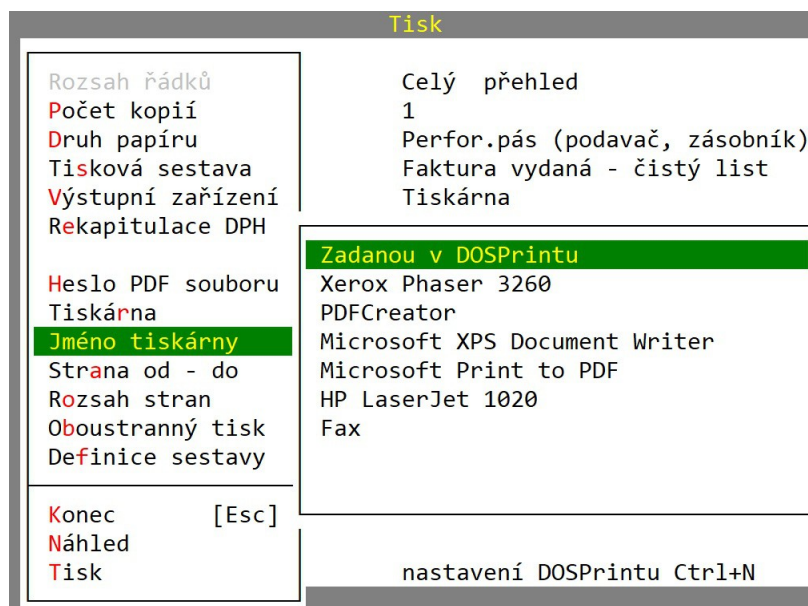 Tisk
Rozsah řádků Celý přehled
Počet kopií 1
Druh papíru Perfor.pás (podavač, zásobník)
Tisková sestava Faktura vydaná - čistý list
Výstupní zařízení Tiskárna
Rekapitulace DPH
Zadanou v DOSPrintu
Heslo PDF souboru Xerox Phaser 3260
Tiskárna PDFCreator
Jméno tiskárny Microsoft XPS Document Writer
Strana od - do Microsoft Print to PDF
Rozsah stran HP LaserJet 1020
Oboustranný tisk Fax
Definice sestavy
Konec [Esc]
Náhled
Tisk nastavení DOSPrintu Ctrl+N